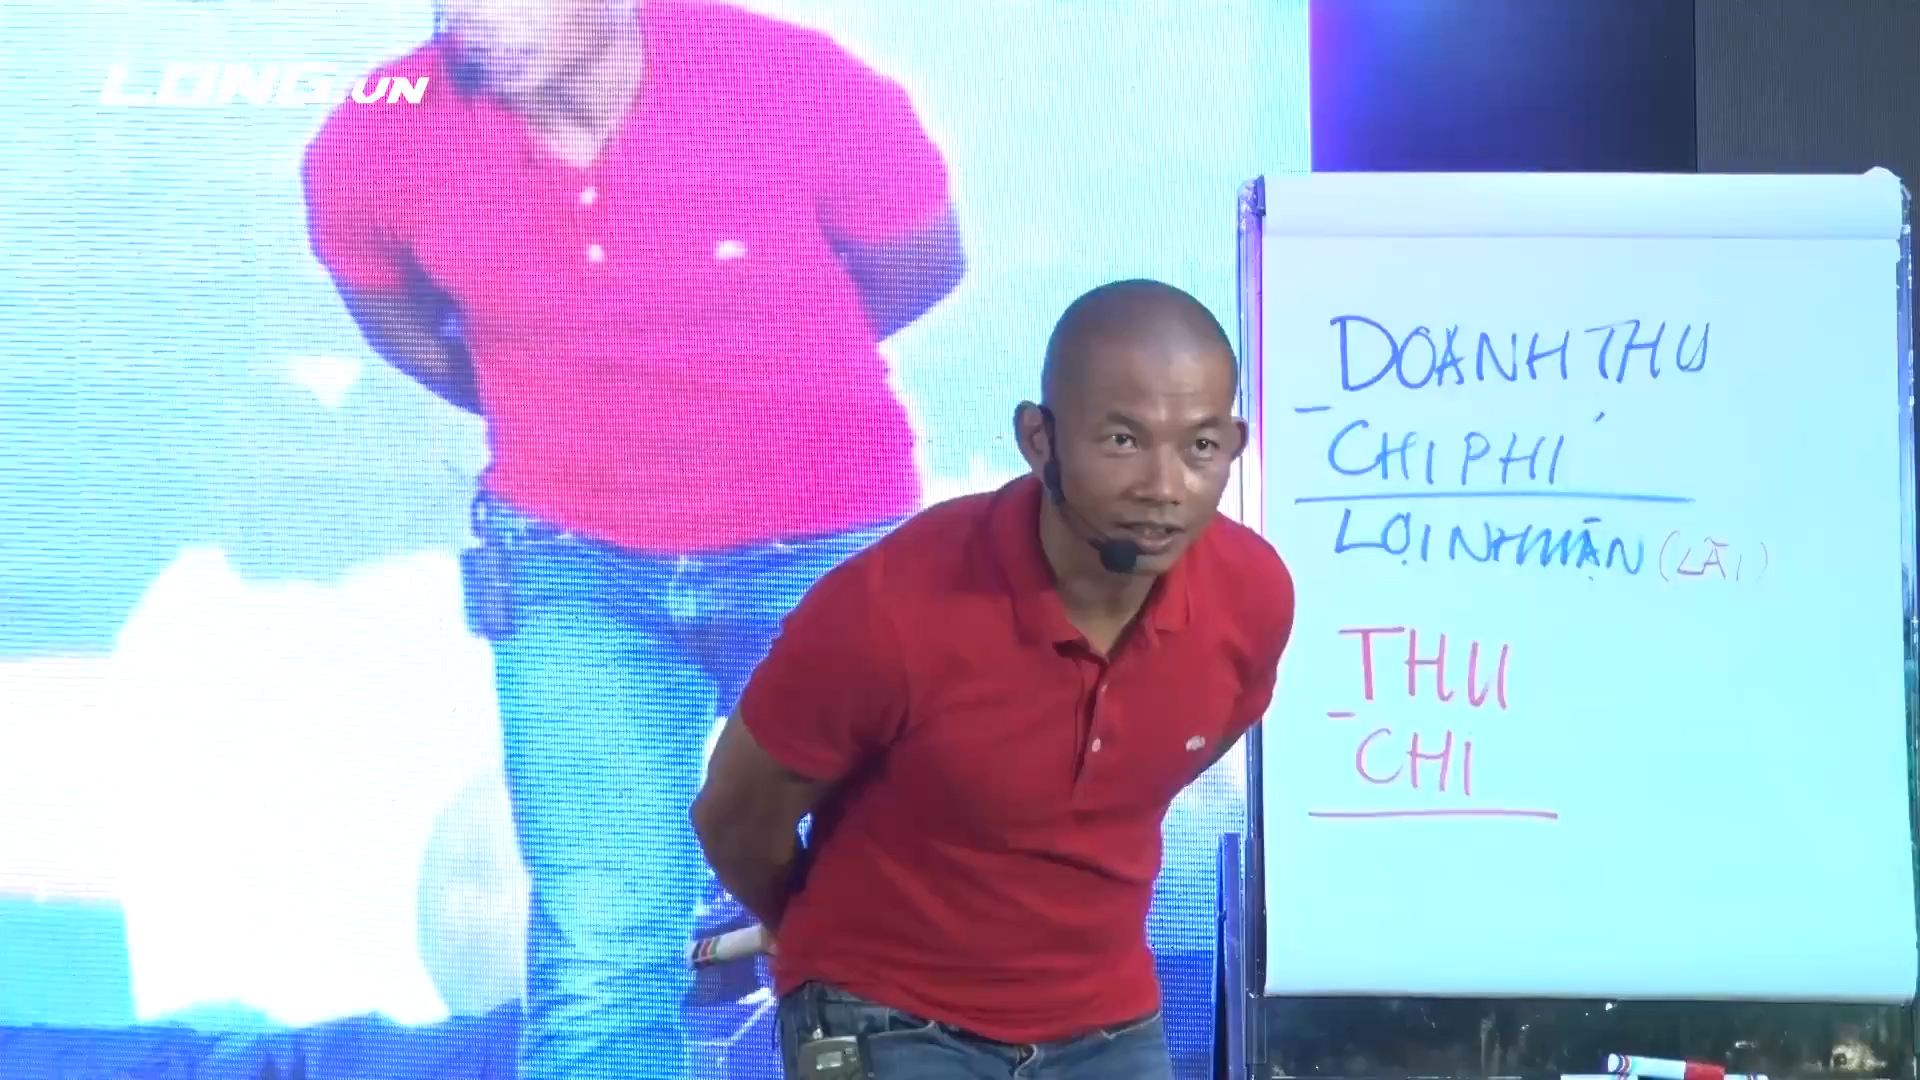 LONG.VN
DOANH THU
- CHI PHÍ
LỢI NHUẬN (LÃI)
THU
- CHI